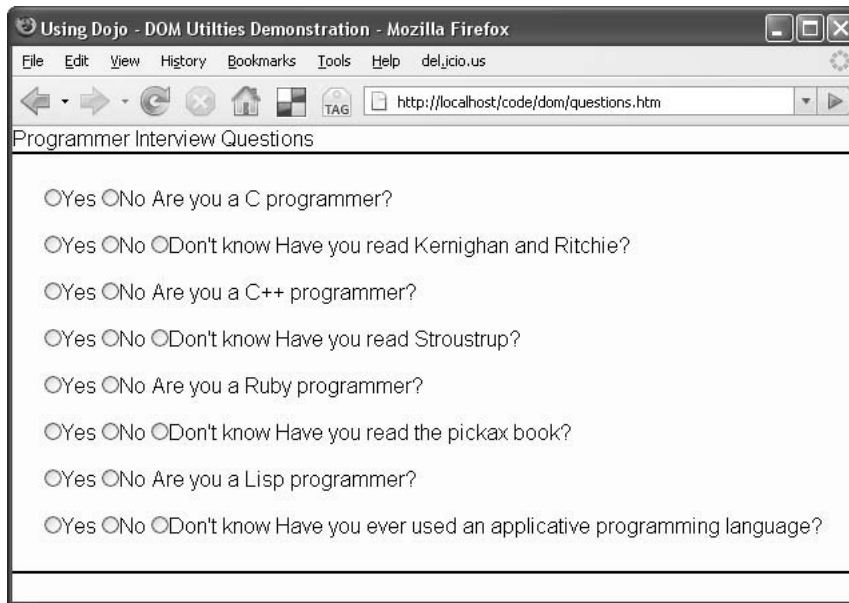 Using Dojo - DOM Utilties Demonstration - Mozilla Firefox
File Edit View History Bookmarks Tools Help del.icio.us
TAG http://localhost/code/dom/questions.htm
Programmer Interview Questions
Yes No Are you a C programmer?
Yes No Don't know Have you read Kernighan and Ritchie?
Yes No Are you a C++ programmer?
Yes No Don't know Have you read Stroustrup?
Yes No Are you a Ruby programmer?
Yes No Don't know Have you read the pickax book?
Yes No Are you a Lisp programmer?
Yes No Don't know Have you ever used an applicative programming language?